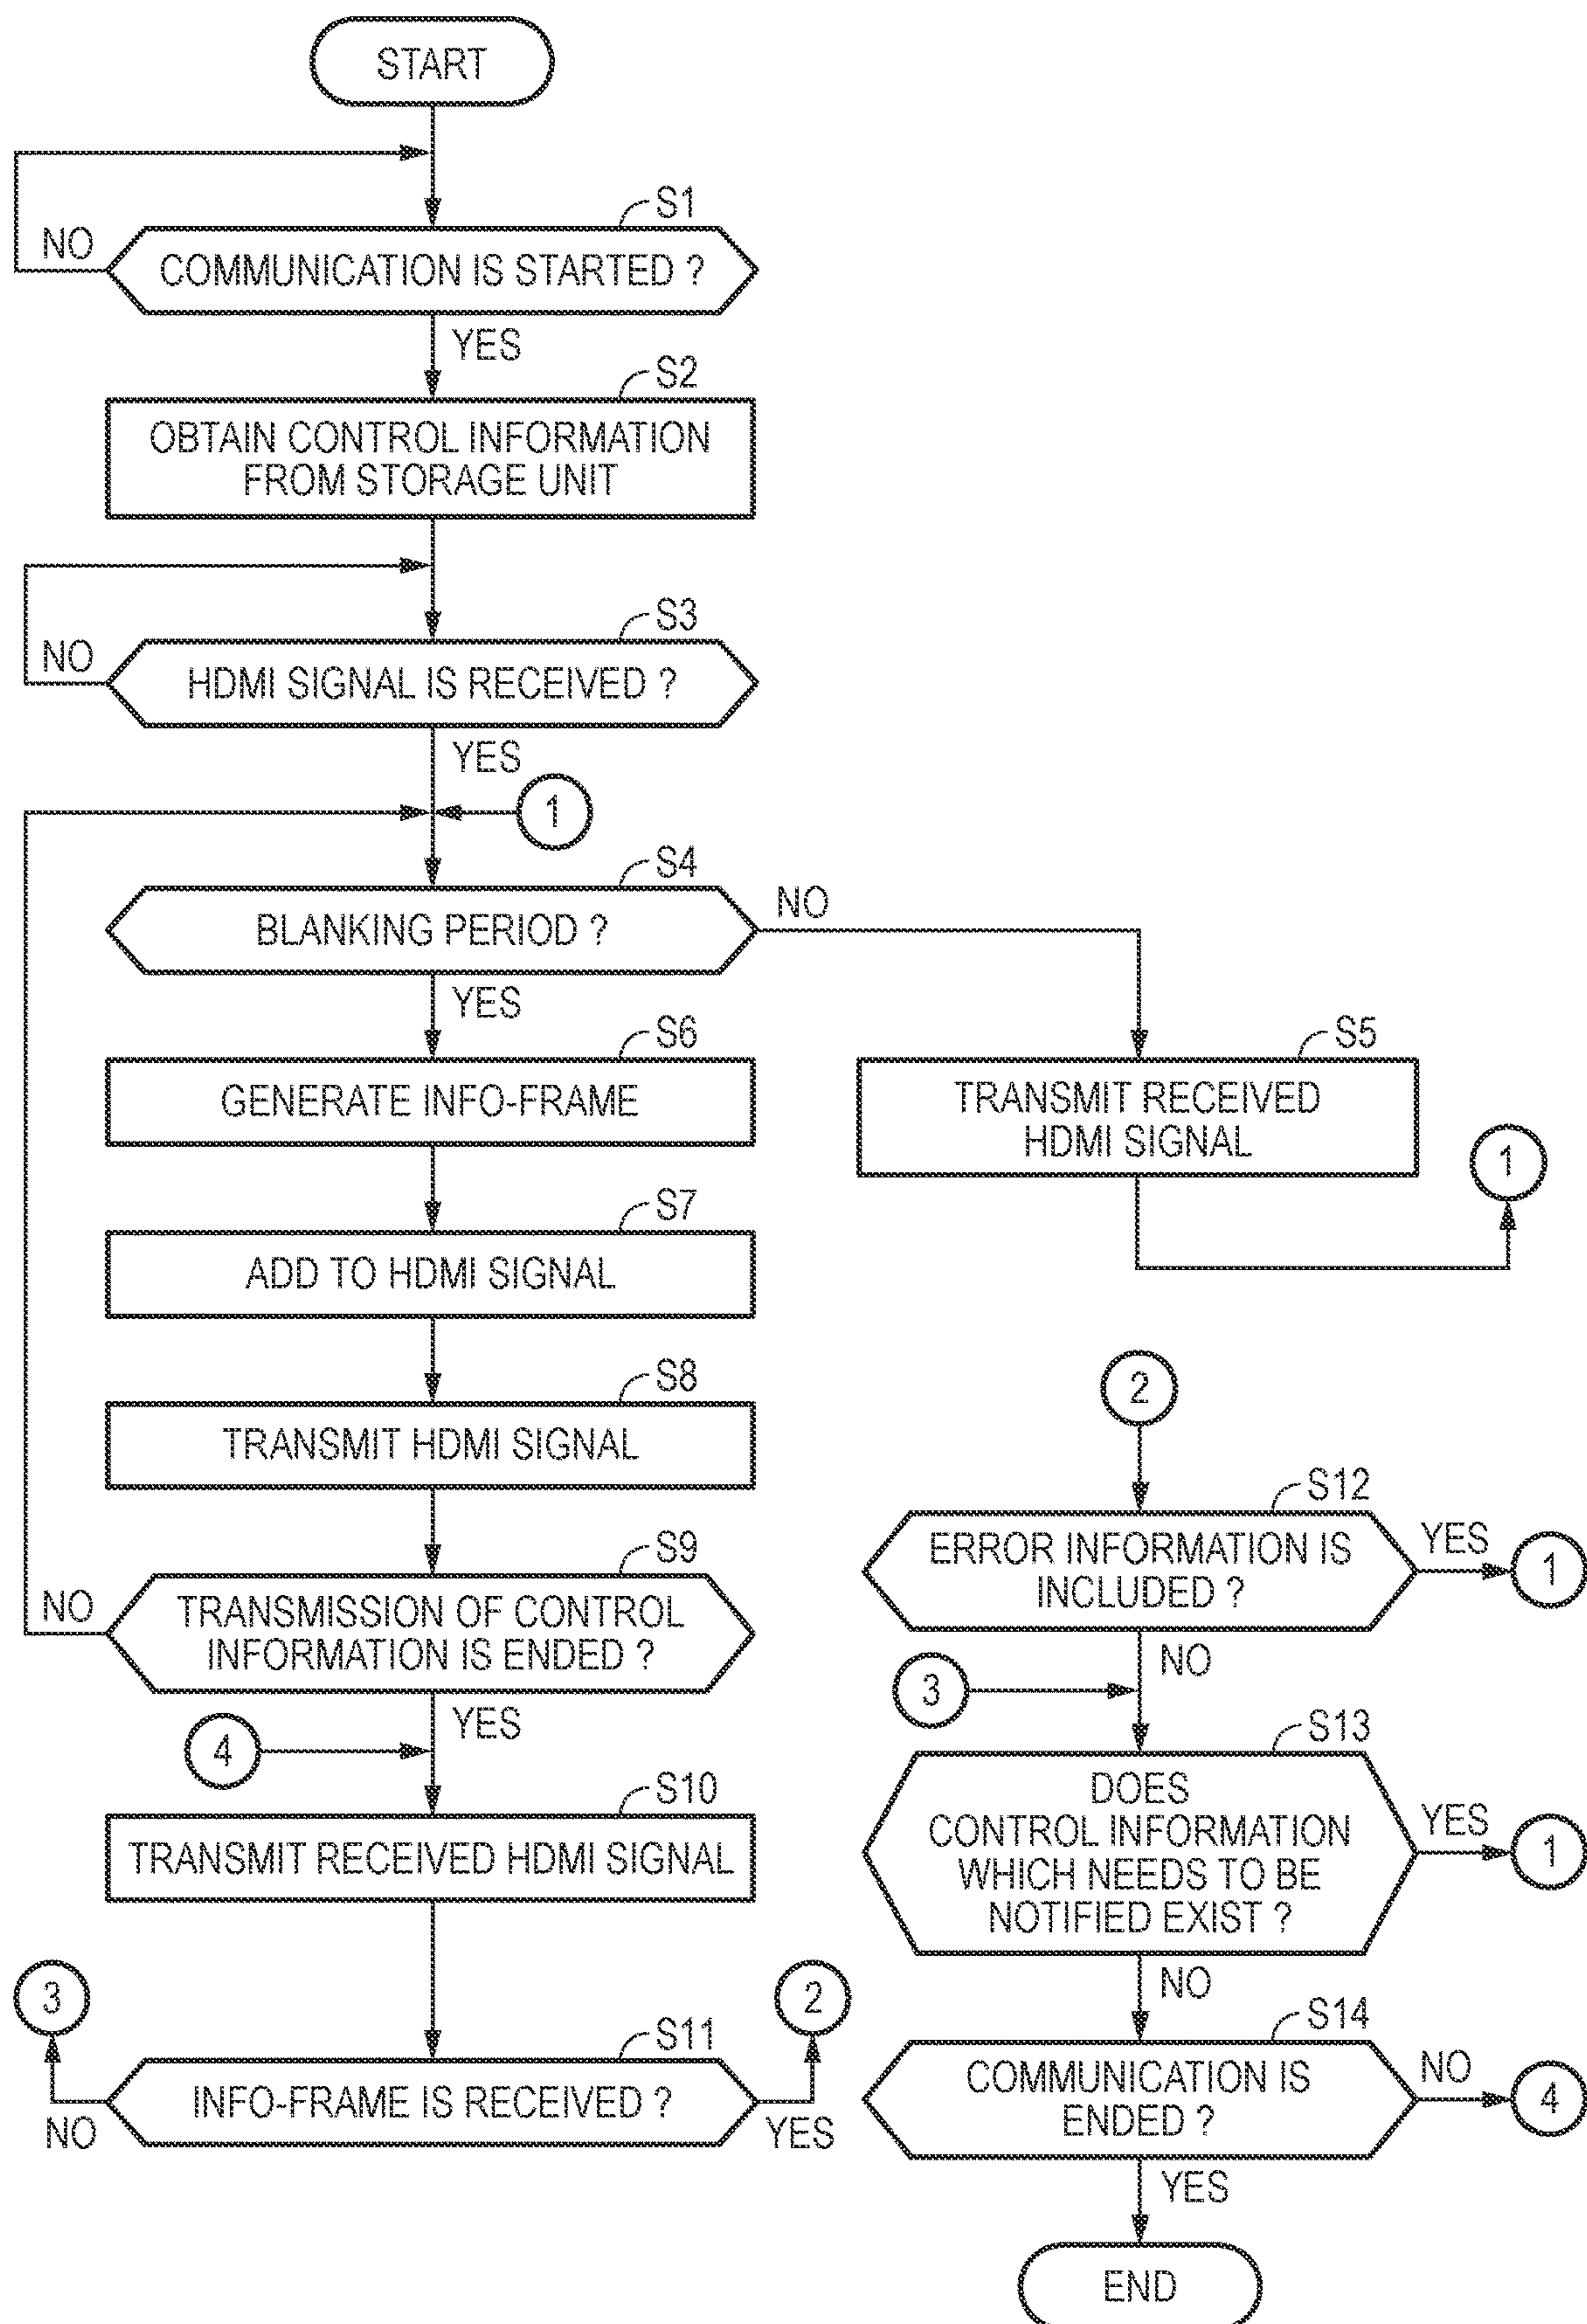 START
S1
NO
COMMUNICATION IS STARTED ?
YES
S2
OBTAIN CONTROL INFORMATION
FROM STORAGE UNIT
S3
NO
HDMI SIGNAL IS RECEIVED ?
YES
1
S4
NO
BLANKING PERIOD ?
YES
S6
GENERATE INFO-FRAME
S5
TRANSMIT RECEIVED
HDMI SIGNAL
1
S7
ADD TO HDMI SIGNAL
S8
TRANSMIT HDMI SIGNAL
S9
NO
TRANSMISSION OF CONTROL
INFORMATION IS ENDED ?
YES
4
S10
TRANSMIT RECEIVED HDMI SIGNAL
3
2
S11
INFO-FRAME IS RECEIVED ?
NO
YES
2
S12
ERROR INFORMATION IS
INCLUDED ?
YES
1
NO
3
S13
DOES
CONTROL INFORMATION
WHICH NEEDS TO BE
NOTIFIED EXIST ?
YES
1
NO
S14
COMMUNICATION IS
ENDED ?
NO
4
YES
END